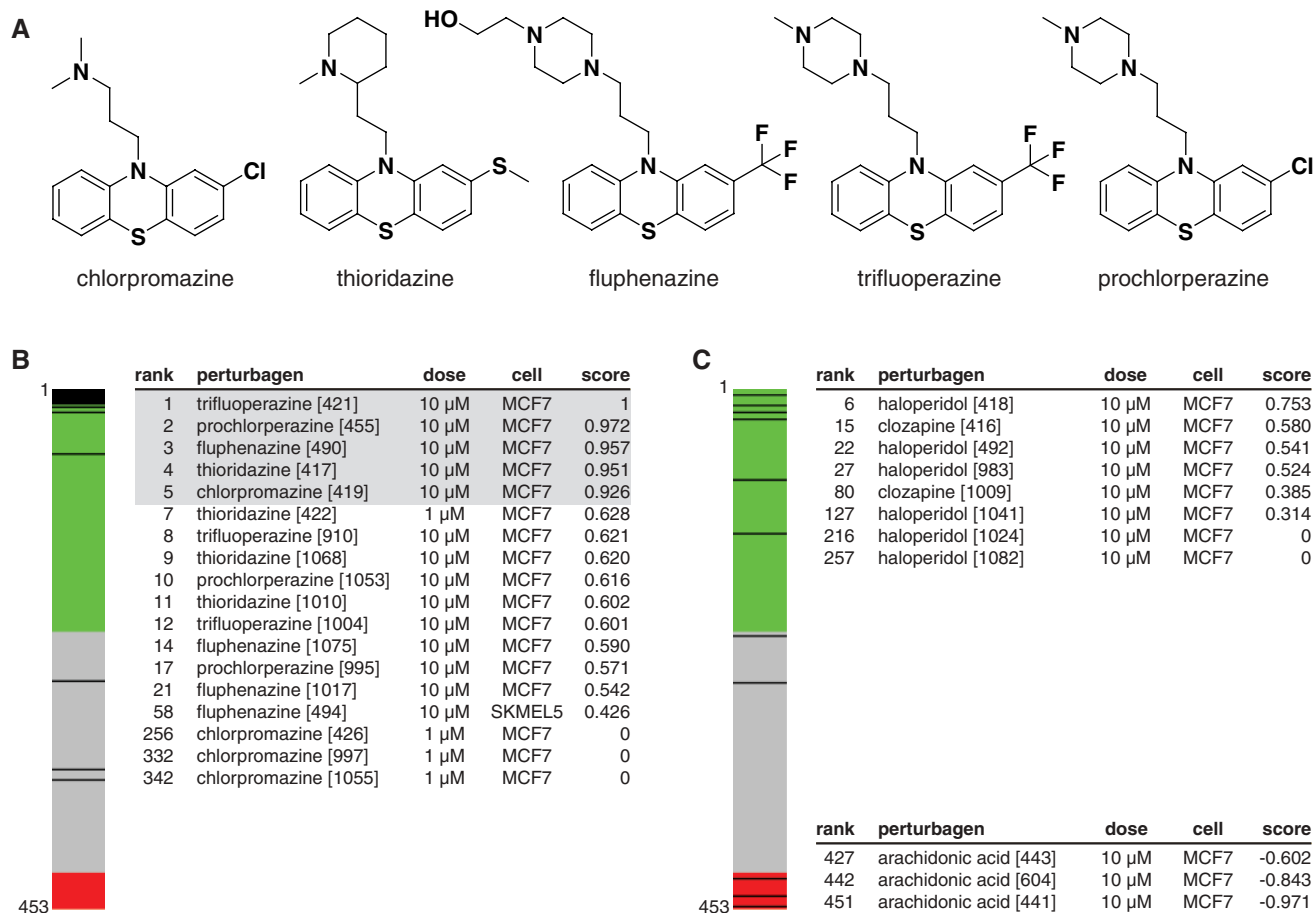 A
HO
N N N N N
N N
F
N N N F N F N
F F
Cl S F F Cl
S S S S S
chlorpromazine thioridazine fluphenazine trifluoperazine prochlorperazine
B
1
453
rank perturbagen dose cell score
1 trifluoperazine [421] 10 µM MCF7 1
2 prochlorperazine [455] 10 µM MCF7 0.972
3 fluphenazine [490] 10 µM MCF7 0.957
4 thioridazine [417] 10 µM MCF7 0.951
5 chlorpromazine [419] 10 µM MCF7 0.926
7 thioridazine [422] 1 µM MCF7 0.628
8 trifluoperazine [910] 10 µM MCF7 0.621
9 thioridazine [1068] 10 µM MCF7 0.620
10 prochlorperazine [1053] 10 µM MCF7 0.616
11 thioridazine [1010] 10 µM MCF7 0.602
12 trifluoperazine [1004] 10 µM MCF7 0.601
14 fluphenazine [1075] 10 µM MCF7 0.590
17 prochlorperazine [995] 10 µM MCF7 0.571
21 fluphenazine [1017] 10 µM MCF7 0.542
58 fluphenazine [494] 10 µM SKMEL5 0.426
256 chlorpromazine [426] 1 µM MCF7 0
332 chlorpromazine [997] 1 µM MCF7 0
342 chlorpromazine [1055] 1 µM MCF7 0
C
1
453
rank perturbagen dose cell score
6 haloperidol [418] 10 µM MCF7 0.753
15 clozapine [416] 10 µM MCF7 0.580
22 haloperidol [492] 10 µM MCF7 0.541
27 haloperidol [983] 10 µM MCF7 0.524
80 clozapine [1009] 10 µM MCF7 0.385
127 haloperidol [1041] 10 µM MCF7 0.314
216 haloperidol [1024] 10 µM MCF7 0
257 haloperidol [1082] 10 µM MCF7 0
rank perturbagen dose cell score
427 arachidonic acid [443] 10 µM MCF7 -0.602
442 arachidonic acid [604] 10 µM MCF7 -0.843
451 arachidonic acid [441] 10 µM MCF7 -0.971